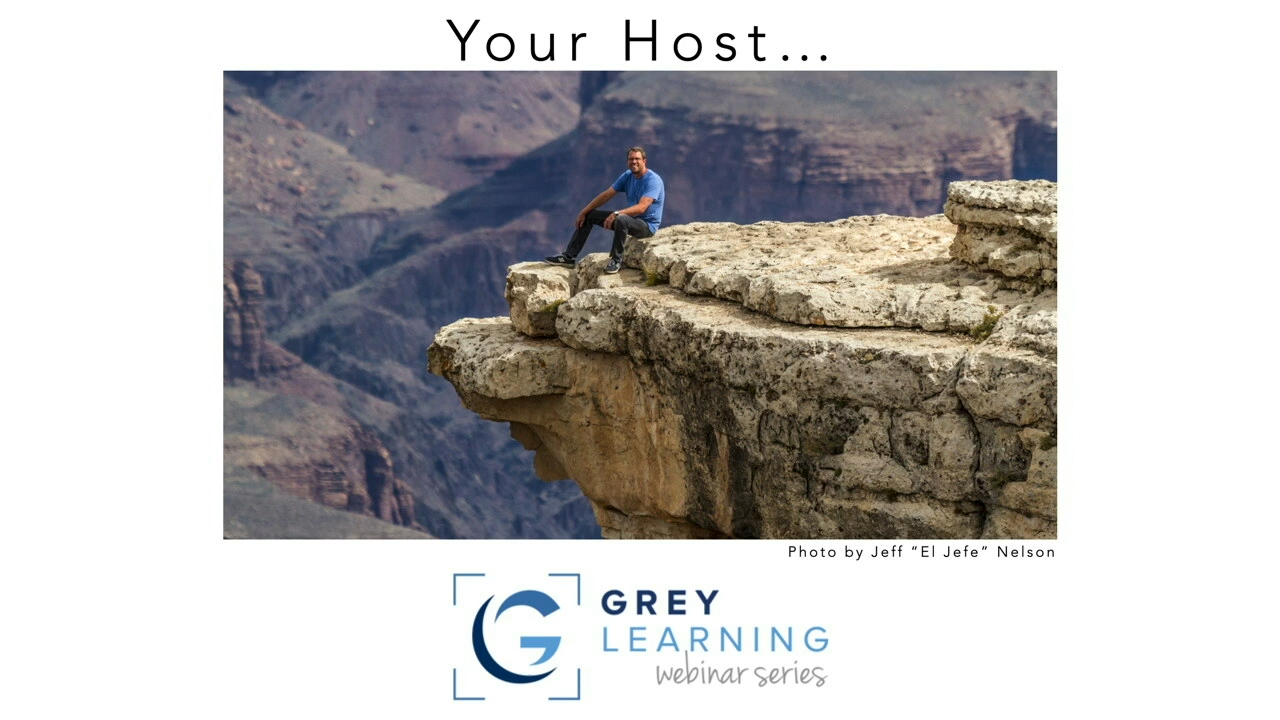 Your Host...
Photo by Jeff “El Jefe” Nelson
GREY
LEARNING
webinar series